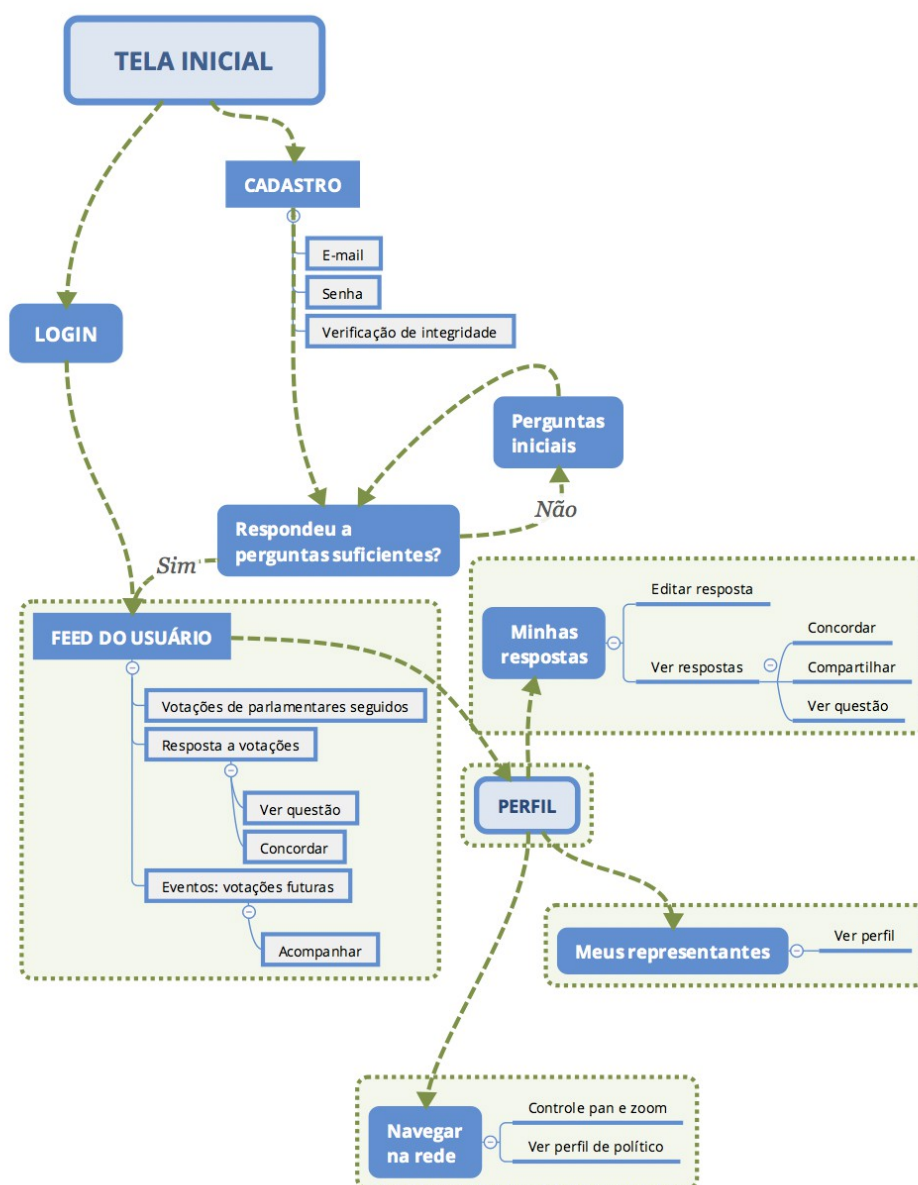 TELA INICIAL
CADASTRO
E-mail
Senha
Verificação de integridade
LOGIN
Perguntas
iniciais
Não
Respondeu a
perguntas suficientes?
Sim
FEED DO USUÁRIO
Votações de parlamentares seguidos
Resposta a votações
Ver questão
Concordar
Eventos: votações futuras
Acompanhar
Minhas
respostas
Editar resposta
Ver respostas
Concordar
Compartilhar
Ver questão
PERFIL
Meus representantes
Ver perfil
Navegar
na rede
Controle pan e zoom
Ver perfil de político